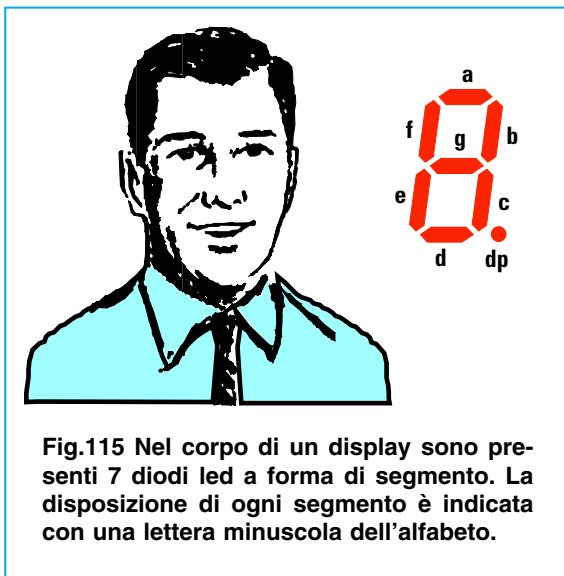 a
f g b
e c
d dp
Fig.115 Nel corpo di un display sono pre-
senti 7 diodi led a forma di segmento. La
disposizione di ogni segmento è indicata
con una lettera minuscola dell'alfabeto.